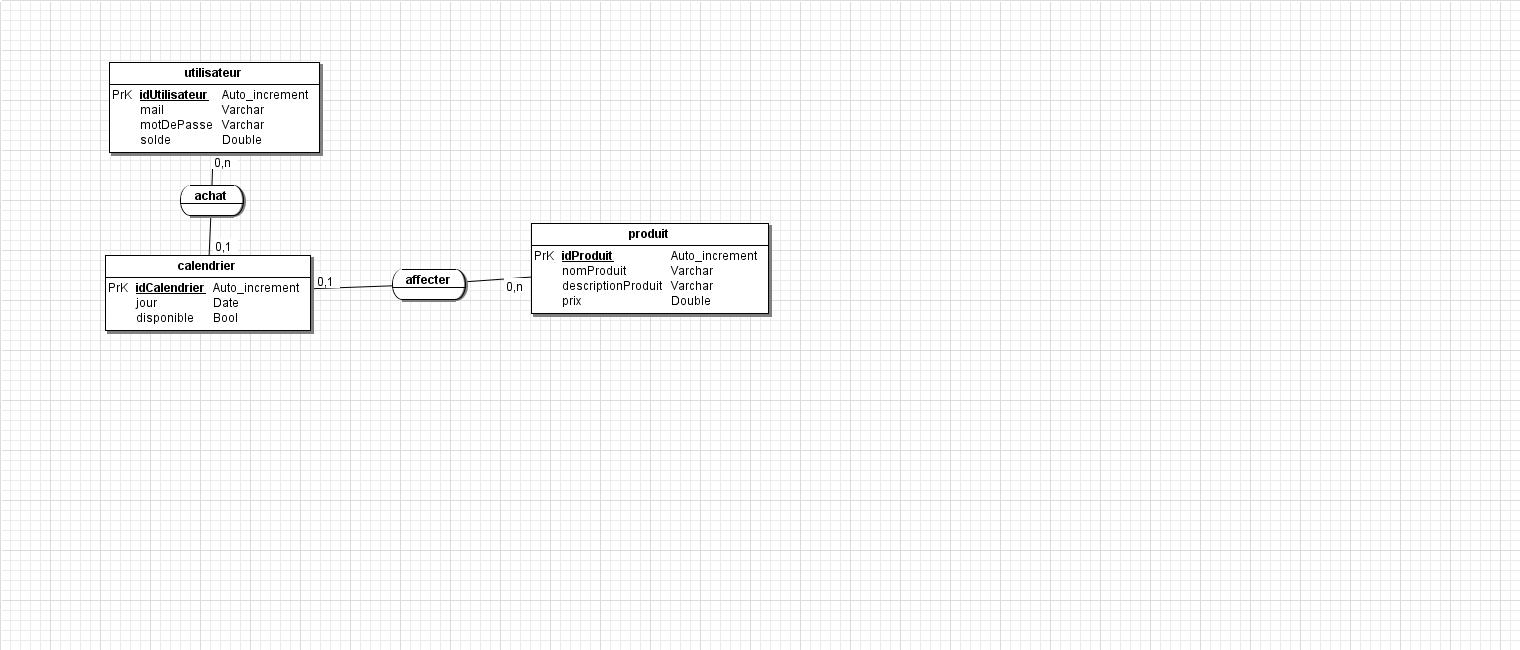 utilisateur
PrK idUtilisateur Auto_increment
mail Varchar
motDePasse Varchar
solde Double
0,n
achat
0,1
calendrier
PrK idCalendrier Auto_increment
jour Date
disponible Bool
0,1
affecter
0,n
produit
PrK idProduit Auto_increment
nomProduit Varchar
descriptionProduit Varchar
prix Double